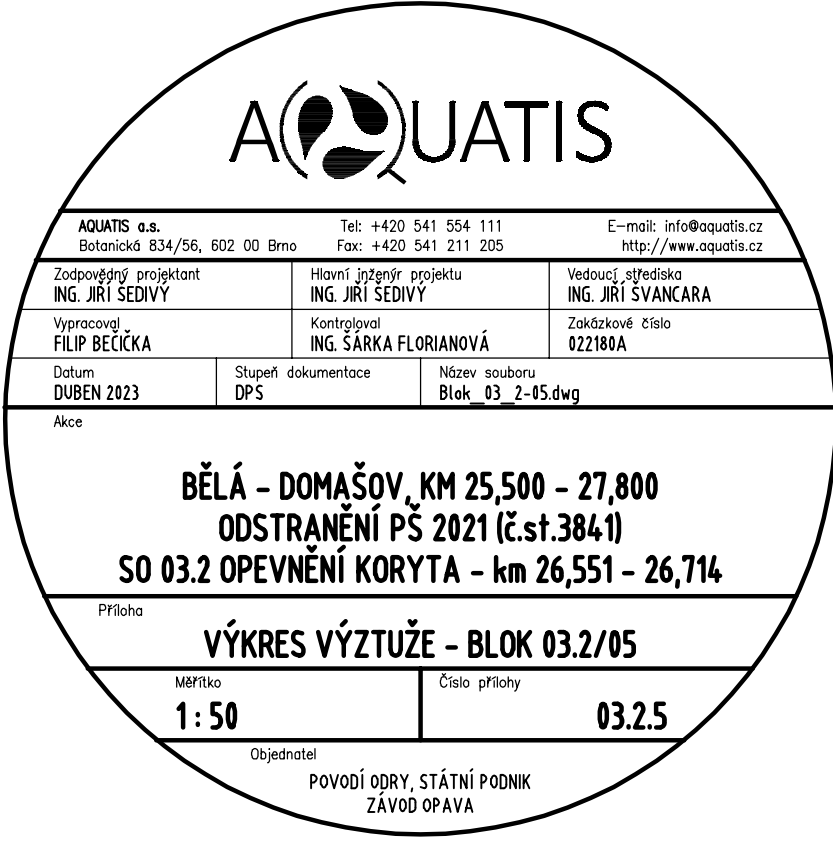 AQUATIS
AQUATIS a.s. Tel: +420 541 554 111 E-mail: info@aquatis.cz
Botanická 834/56, 602 00 Brno Fax: +420 541 211 205 http://www.aquatis.cz
Zodpovědný projektant Hlavní inženýr projektu Vedoucí střediska
ING. JIŘÍ ŠEDIVÝ ING. JIŘÍ ŠEDIVÝ ING. JIŘÍ ŠVANCARA
Vypracoval Kontroloval Zakázkové číslo
FILIP BEČIČKA ING. ŠÁRKA FLORIANOVÁ 022180A
Datum Stupeň dokumentace Název souboru
DUBEN 2023 DPS Blok_03_2-05.dwg
Akce
BĚLÁ - DOMAŠOV, KM 25,500 - 27,800
ODSTRANĚNÍ PŠ 2021 (č.st.3841)
SO 03.2 OPEVNĚNÍ KORYTA - km 26,551 - 26,714
Příloha
VÝKRES VÝZTUŽE - BLOK 03.2/05
Měřítko Číslo přílohy
1 : 50 03.2.5
Objednatel
POVODÍ ODRY, STÁTNÍ PODNIK
ZÁVOD OPAVA